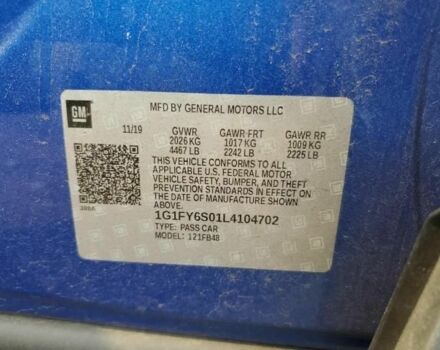 GM
MFD BY GENERAL MOTORS LLC
11/19 GVWR GAWR FRT GAWR RR
2026 KG 1017 KG 1009 KG
4467 LB 2242 LB 2225 LB
THIS VEHICLE CONFORMS TO ALL
APPLICABLE U.S. FEDERAL MOTOR
VEHICLE SAFETY, BUMPER, AND THEFT
PREVENTION STANDARDS IN EFFECT ON
THE DATE OF MANUFACTURE SHOWN
ABOVE.
1G1FY6S01L4104702
TYPE: PASS CAR
MODEL: 121FB48